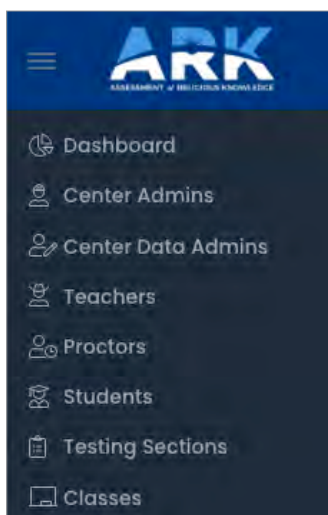 ARK
ASSESSMENT of RELIGIOUS KNOWLEDGE
Dashboard
Center Admins
Center Data Admins
Teachers
Proctors
Students
Testing Sections
Classes